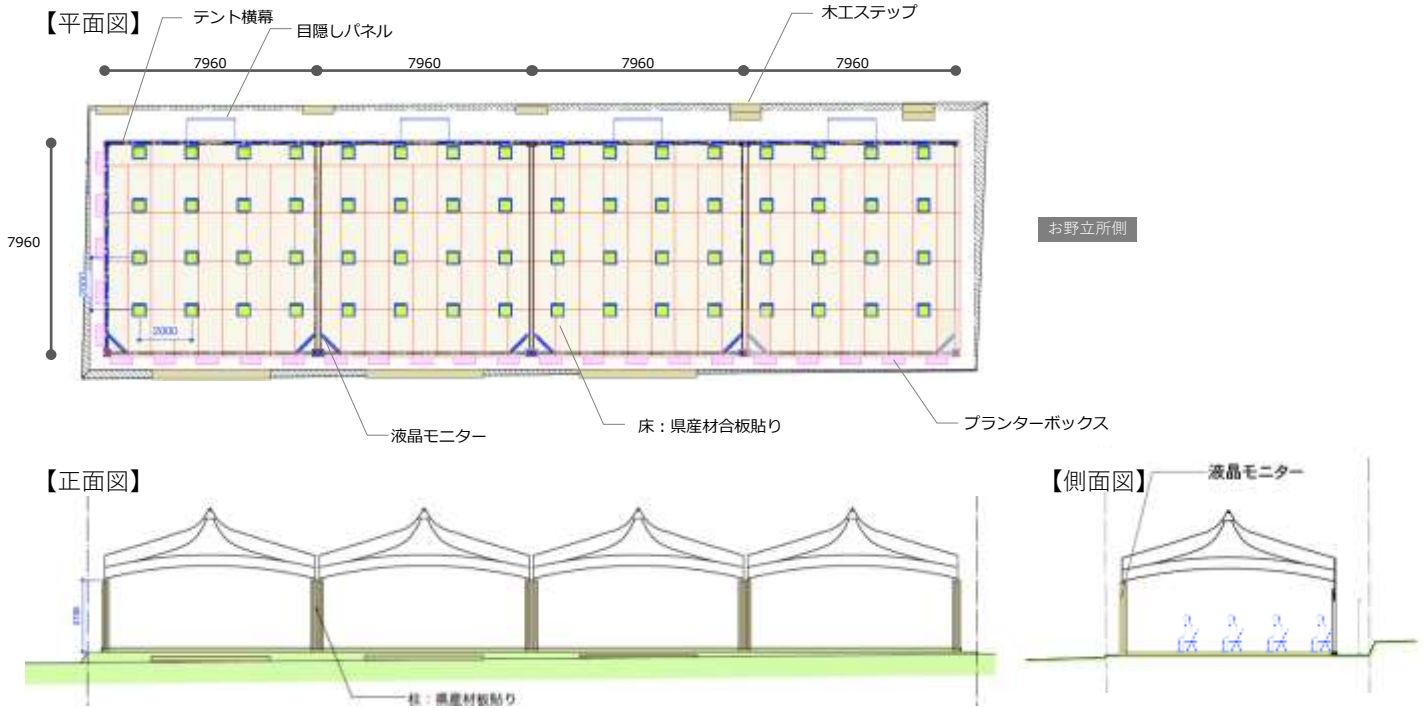 【平面図】
テント横幕
目隠しパネル
木工ステップ
7960
7960
7960
7960
7960
2000
2000
お野立所側
液晶モニター
床：県産材合板貼り
プランターボックス
【正面図】
柱：県産材板貼り
【側面図】
液晶モニター